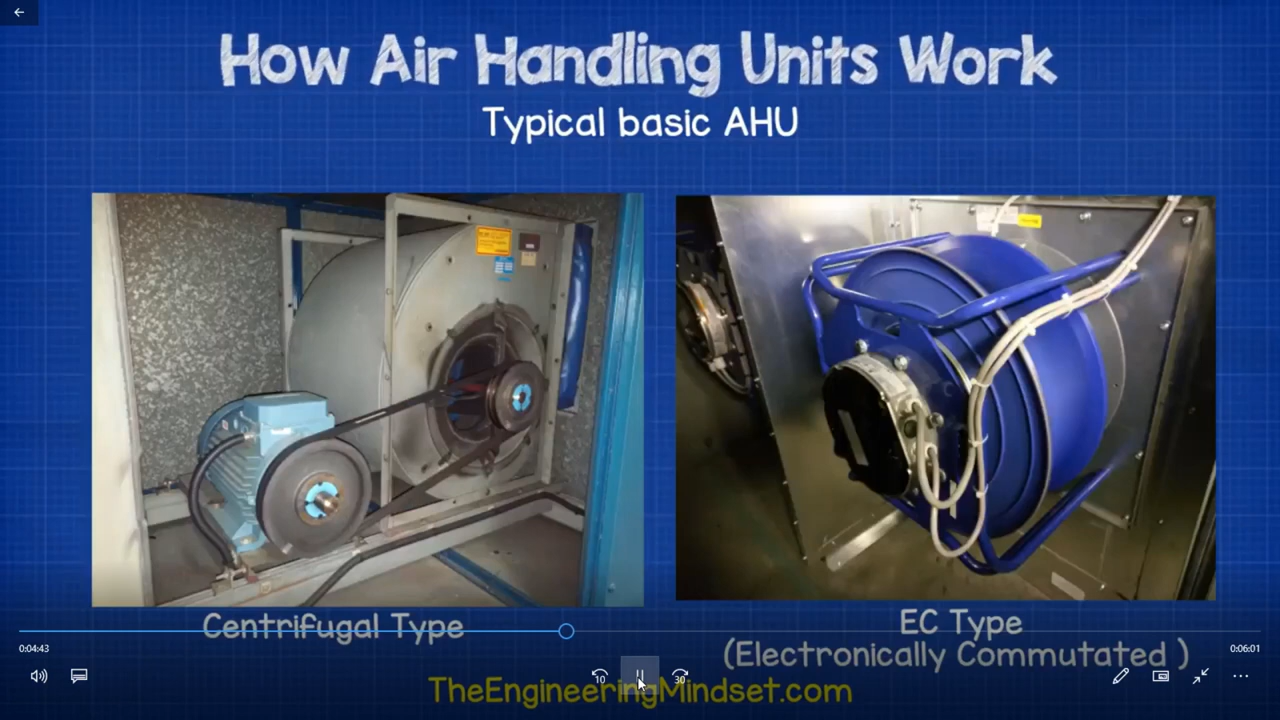 How Air Handling Units Work
Typical basic AHU
Centrifugal Type
EC Type
(Electronically Commutated )
0:04:43
0:06:01
10
30
TheEngineeringMindset.com